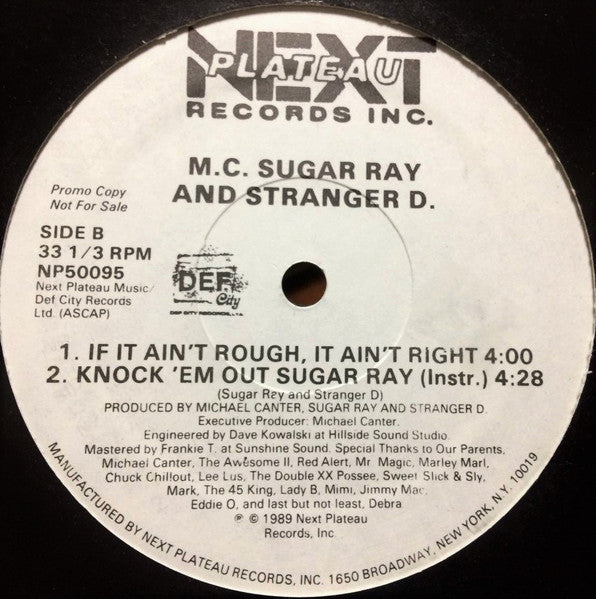 NEXT
PLATEAU
RECORDS INC.
M.C. SUGAR RAY
AND STRANGER D.
Promo Copy
Not For Sale
SIDE B
33 1/3 RPM
NP50095
Next Plateau Music/
Def City Records
Ltd. (ASCAP)
DEF
City
DEF CITY RECORDS, LTD.
1. IF IT AIN'T ROUGH, IT AIN'T RIGHT 4:00
2. KNOCK 'EM OUT SUGAR RAY (Instr.) 4:28
(Sugar Ray and Stranger D)
PRODUCED BY MICHAEL CANTER, SUGAR RAY AND STRANGER D.
Executive Producer: Michael Canter.
Engineered by Dave Kowalski at Hillside Sound Studio.
Mastered by Frankie T. at Sunshine Sound. Special Thanks to Our Parents,
Michael Canter, The Awesome II, Red Alert, Mr. Magic, Marley Marl,
Chuck Chillout, Lee Lus, The Double XX Possee, Sweet Slick & Sly,
Mark, The 45 King, Lady B, Mimi, Jimmy Mac,
Eddie O, and last but not least, Debra.
℗ © 1989 Next Plateau
Records, Inc.
MANUFACTURED BY NEXT PLATEAU RECORDS, INC. 1650 BROADWAY, NEW YORK, N.Y. 10019